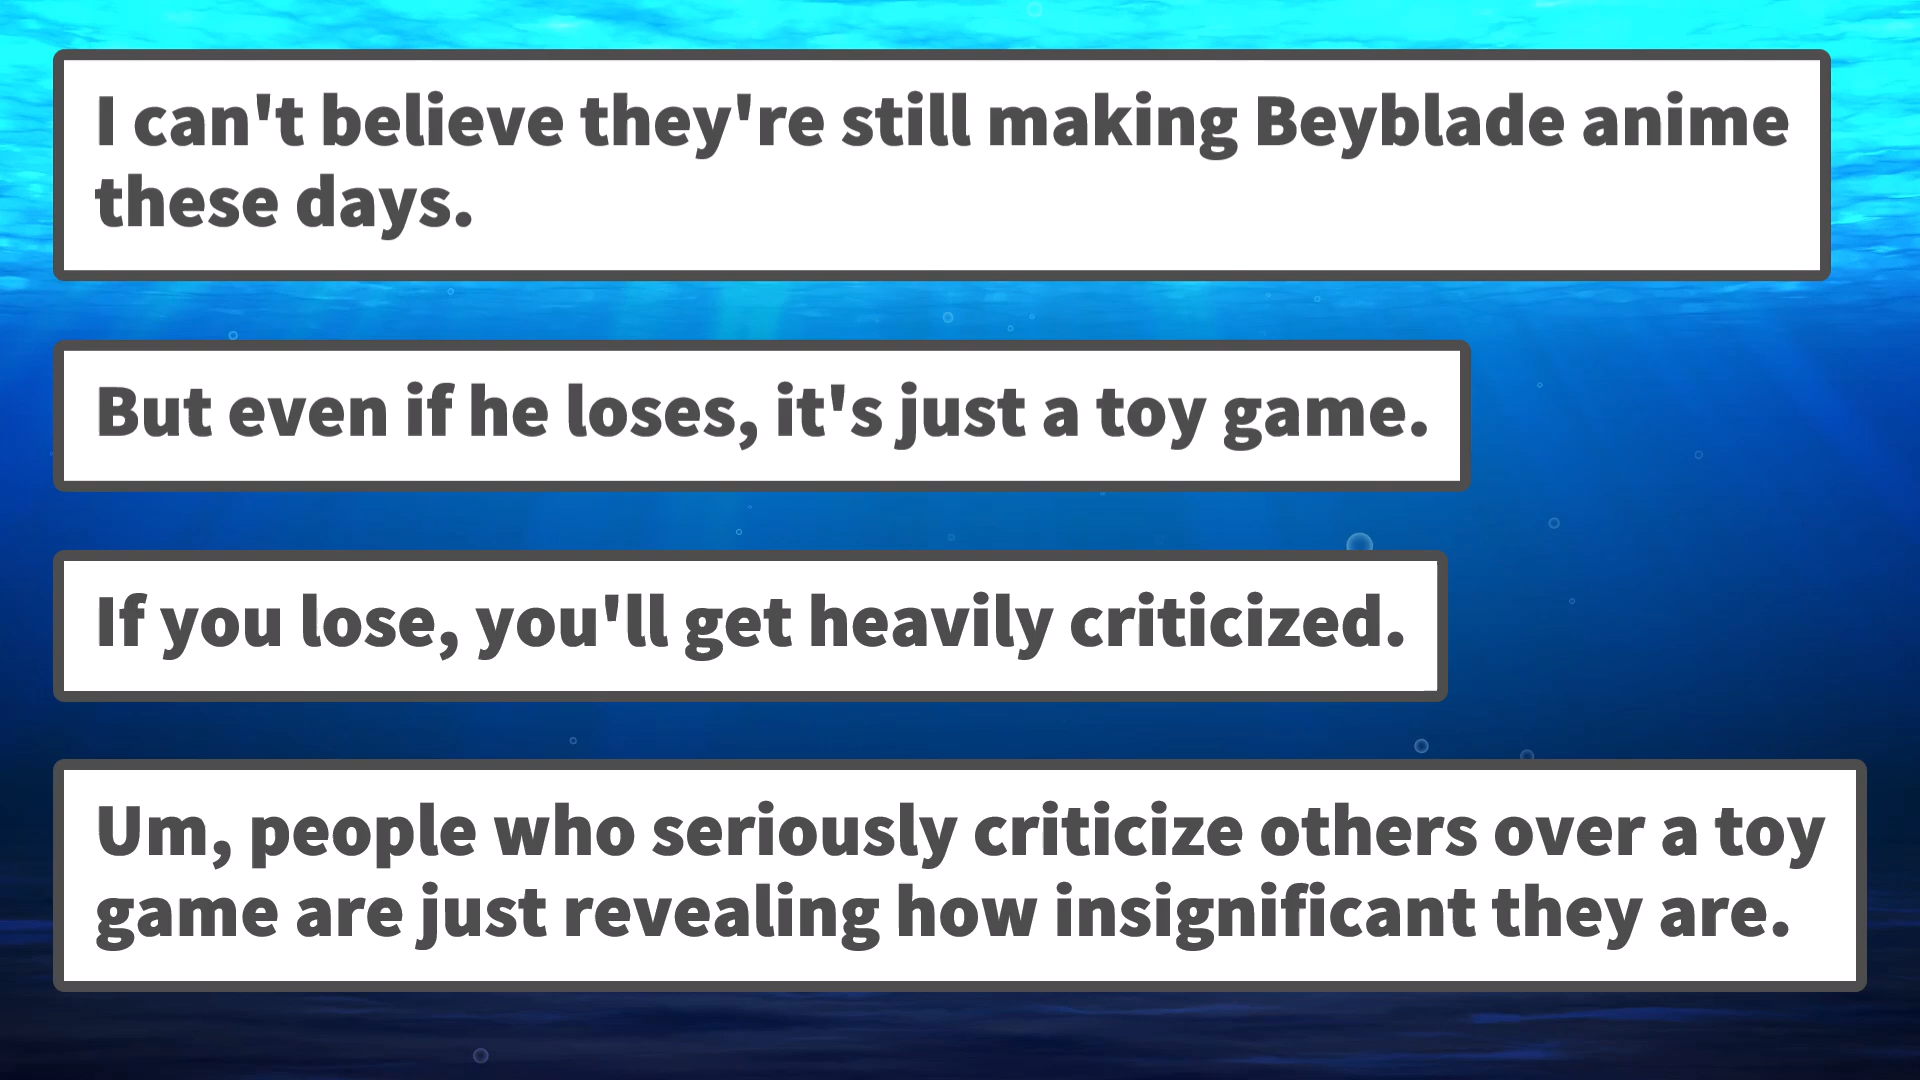 I can't believe they're still making Beyblade anime
these days.
But even if he loses, it's just a toy game.
If you lose, you'll get heavily criticized.
Um, people who seriously criticize others over a toy
game are just revealing how insignificant they are.